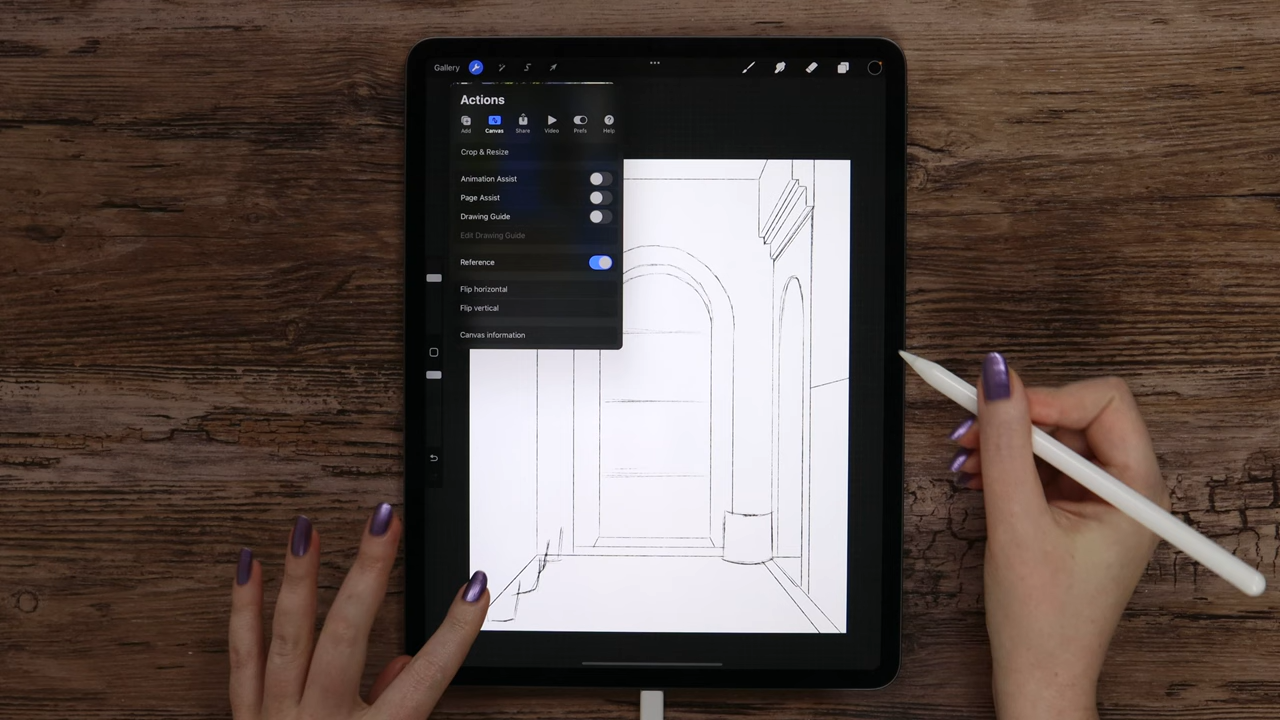 Gallery
Actions
Add Canvas Share Video Prefs Help
Crop & Resize
Animation Assist
Page Assist
Drawing Guide
Edit Drawing Guide
Reference
Flip horizontal
Flip vertical
Canvas information